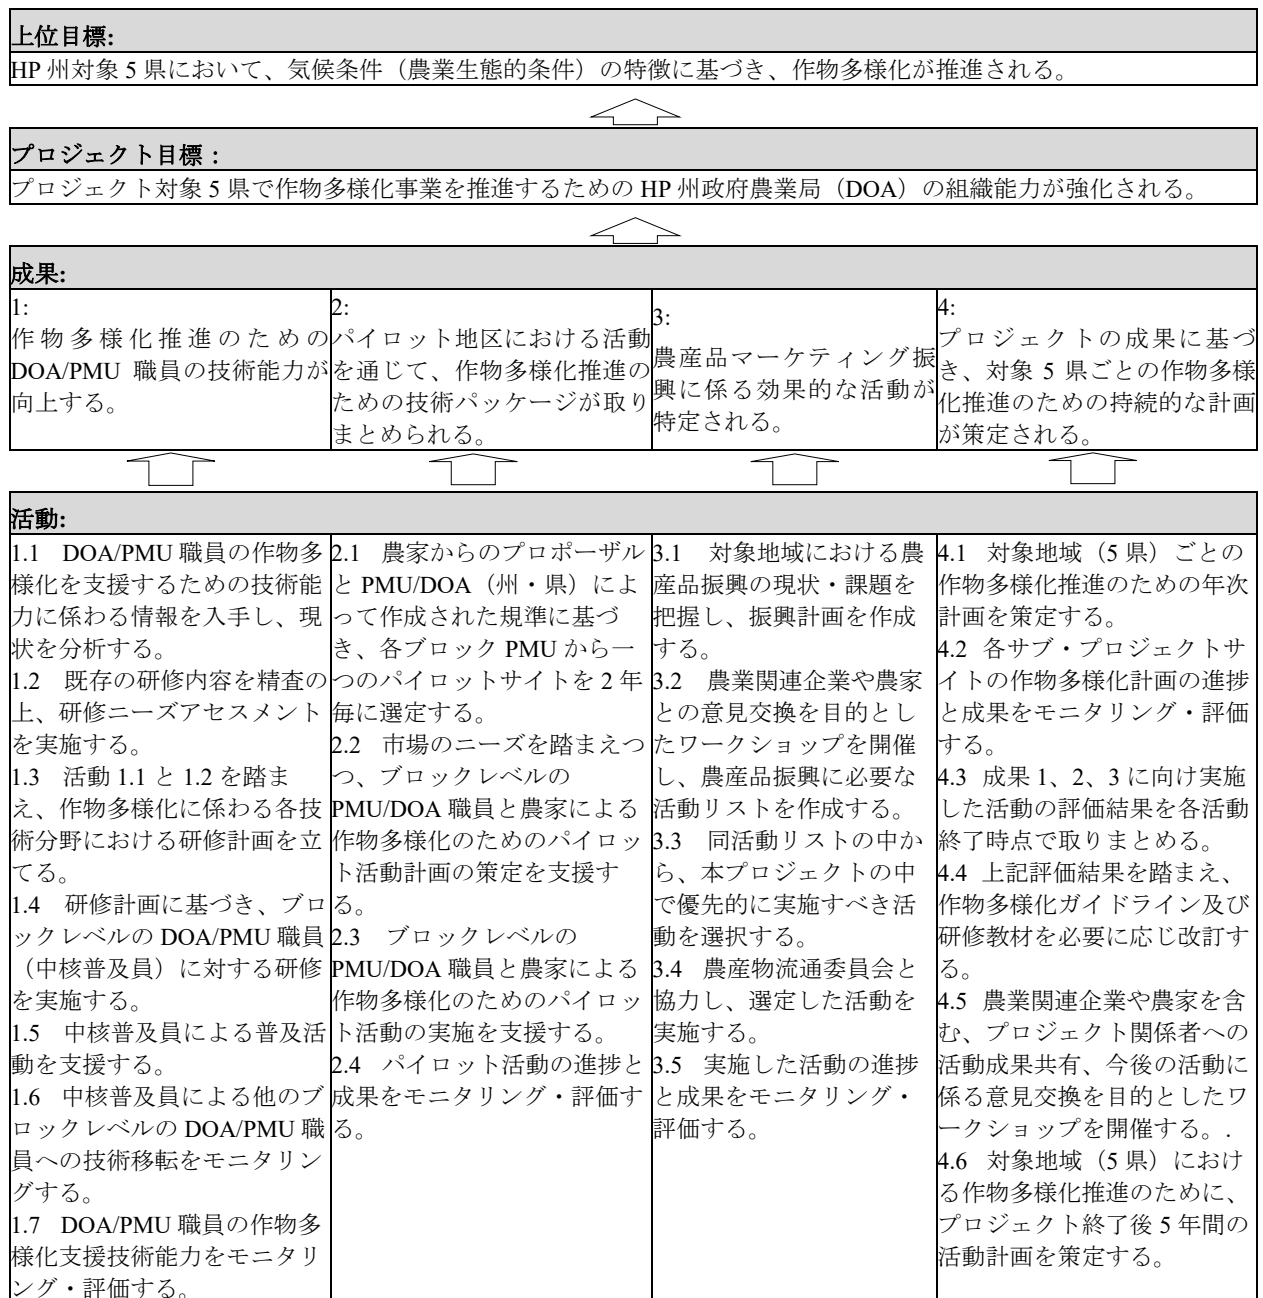 上位目標:
HP 州対象 5 県において、気候条件（農業生態的条件）の特徴に基づき、作物多様化が推進される。
プロジェクト目標：
プロジェクト対象 5 県で作物多様化事業を推進するための HP 州政府農業局（DOA）の組織能力が強化される。
成果:
1:
作物多様化推進のための
DOA/PMU 職員の技術能力が
向上する。
2:
パイロット地区における活動
を通じて、作物多様化推進の
ための技術パッケージが取り
まとめられる。
3:
農産品マーケティング振
興に係る効果的な活動が
特定される。
4:
プロジェクトの成果に基づ
き、対象 5 県ごとの作物多様
化推進のための持続的な計画
が策定される。
活動:
1.1 DOA/PMU 職員の作物多
様化を支援するための技術能
力に係わる情報を入手し、現
状を分析する。
1.2 既存の研修内容を精査の
上、研修ニーズアセスメント
を実施する。
1.3 活動 1.1 と 1.2 を踏ま
え、作物多様化に係わる各技
術分野における研修計画を立
てる。
1.4 研修計画に基づき、ブロ
ックレベルの DOA/PMU 職員
（中核普及員）に対する研修
を実施する。
1.5 中核普及員による普及活
動を支援する。
1.6 中核普及員による他のブ
ロックレベルの DOA/PMU 職
員への技術移転をモニタリン
グする。
1.7 DOA/PMU 職員の作物多
様化支援技術能力をモニタリ
ング・評価する。
2.1 農家からのプロポーザル
と PMU/DOA（州・県）によ
って作成された規準に基づ
き、各ブロック PMU から一
つのパイロットサイトを 2 年
毎に選定する。
2.2 市場のニーズを踏まえつ
つ、ブロックレベルの
PMU/DOA 職員と農家による
作物多様化のためのパイロッ
ト活動計画の策定を支援す
る。
2.3 ブロックレベルの
PMU/DOA 職員と農家による
作物多様化のためのパイロッ
ト活動の実施を支援する。
2.4 パイロット活動の進捗と
成果をモニタリング・評価す
る。
3.1 対象地域における農
産品振興の現状・課題を
把握し、振興計画を作成
する。
3.2 農業関連企業や農家
との意見交換を目的とし
たワークショップを開催
し、農産品振興に必要な
活動リストを作成する。
3.3 同活動リストの中か
ら、本プロジェクトの中
で優先的に実施すべき活
動を選択する。
3.4 農産物流通委員会と
協力し、選定した活動を
実施する。
3.5 実施した活動の進捗
と成果をモニタリング・
評価する。
4.1 対象地域（5 県）ごとの
作物多様化推進のための年次
計画を策定する。
4.2 各サブ・プロジェクトサ
イトの作物多様化計画の進捗
と成果をモニタリング・評価
する。
4.3 成果 1、2、3 に向け実施
した活動の評価結果を各活動
終了時点で取りまとめる。
4.4 上記評価結果を踏まえ、
作物多様化ガイドライン及び
研修教材を必要に応じ改訂す
る。
4.5 農業関連企業や農家を含
む、プロジェクト関係者への
活動成果共有、今後の活動に
係る意見交換を目的としたワ
ークショップを開催する。.
4.6 対象地域（5 県）におけ
る作物多様化推進のために、
プロジェクト終了後 5 年間の
活動計画を策定する。